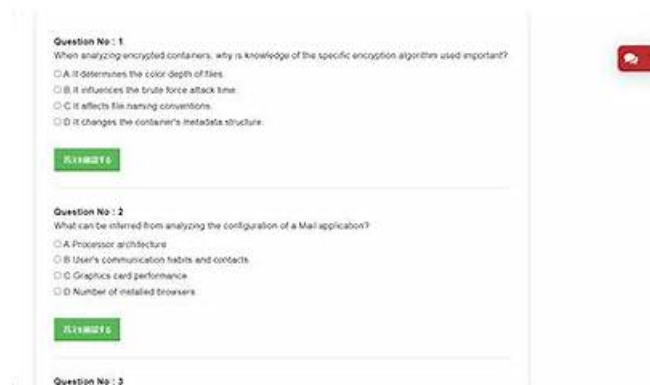 Question No : 1
When analyzing encrypted containers, why is knowledge of the specific encryption algorithm used important?
A It determines the color depth of files.
B. It influences the brute force attack time.
C It affects file naming conventions.
D It changes the container's metadata structure.
Question No : 2
What can be inferred from analyzing the configuration of a Mail application?
A Processor architecture
B User's communication habits and contacts
C Graphics card performance
D Number of installed browsers
Question No : 3